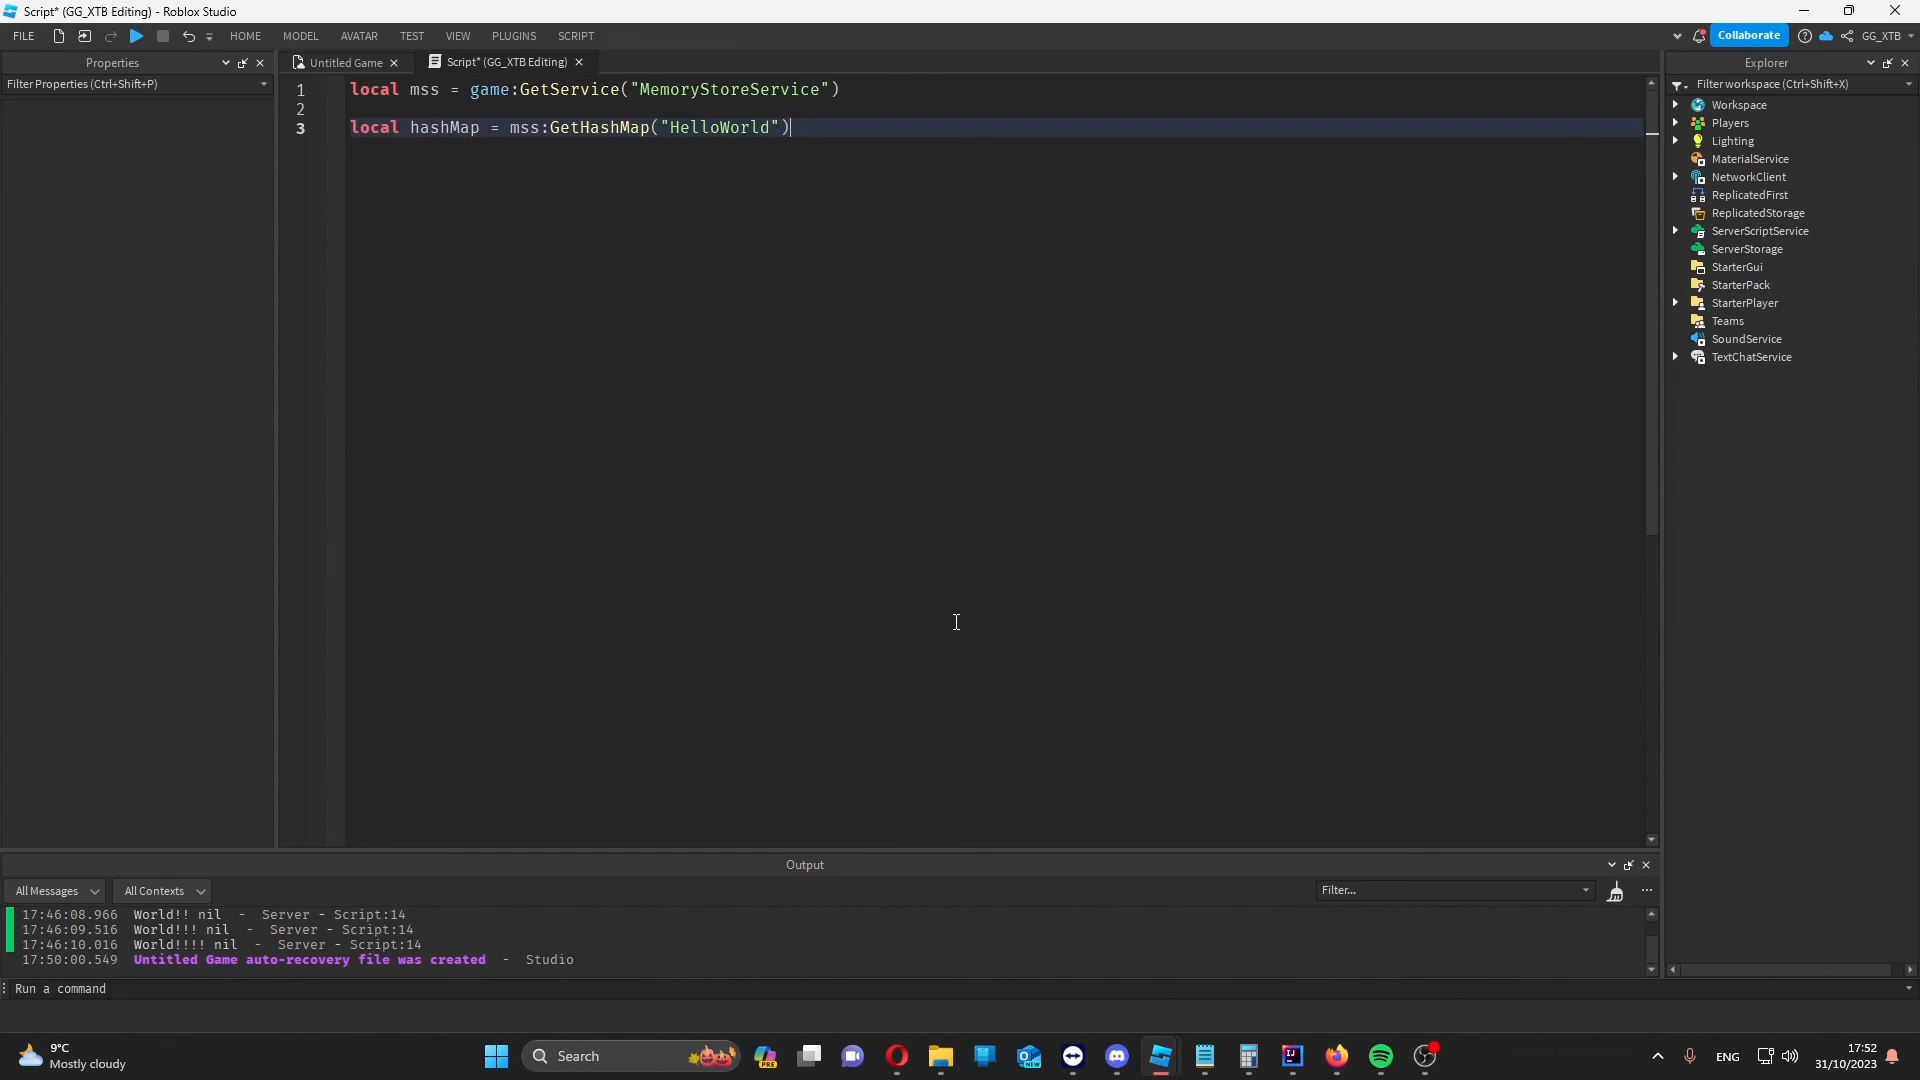 Script* (GG_XTB Editing) - Roblox Studio
FILE HOME MODEL AVATAR TEST VIEW PLUGINS SCRIPT Collaborate GG_XTB
Properties
Filter Properties (Ctrl+Shift+P)
Untitled Game
Script* (GG_XTB Editing)
1 local mss = game:GetService("MemoryStoreService")
2
3 local hashMap = mss:GetHashMap("HelloWorld")
Explorer
Filter workspace (Ctrl+Shift+X)
Workspace
Players
Lighting
MaterialService
NetworkClient
ReplicatedFirst
ReplicatedStorage
ServerScriptService
ServerStorage
StarterGui
StarterPack
StarterPlayer
Teams
SoundService
TextChatService
Output
All Messages All Contexts Filter...
17:46:08.966 World!! nil - Server - Script:14
17:46:09.516 World!!! nil - Server - Script:14
17:46:10.016 World!!!! nil - Server - Script:14
17:50:00.549 Untitled Game auto-recovery file was created - Studio
Run a command
9°C
Mostly cloudy
Search
PRE
NEW
IJ
ENG
17:52
31/10/2023